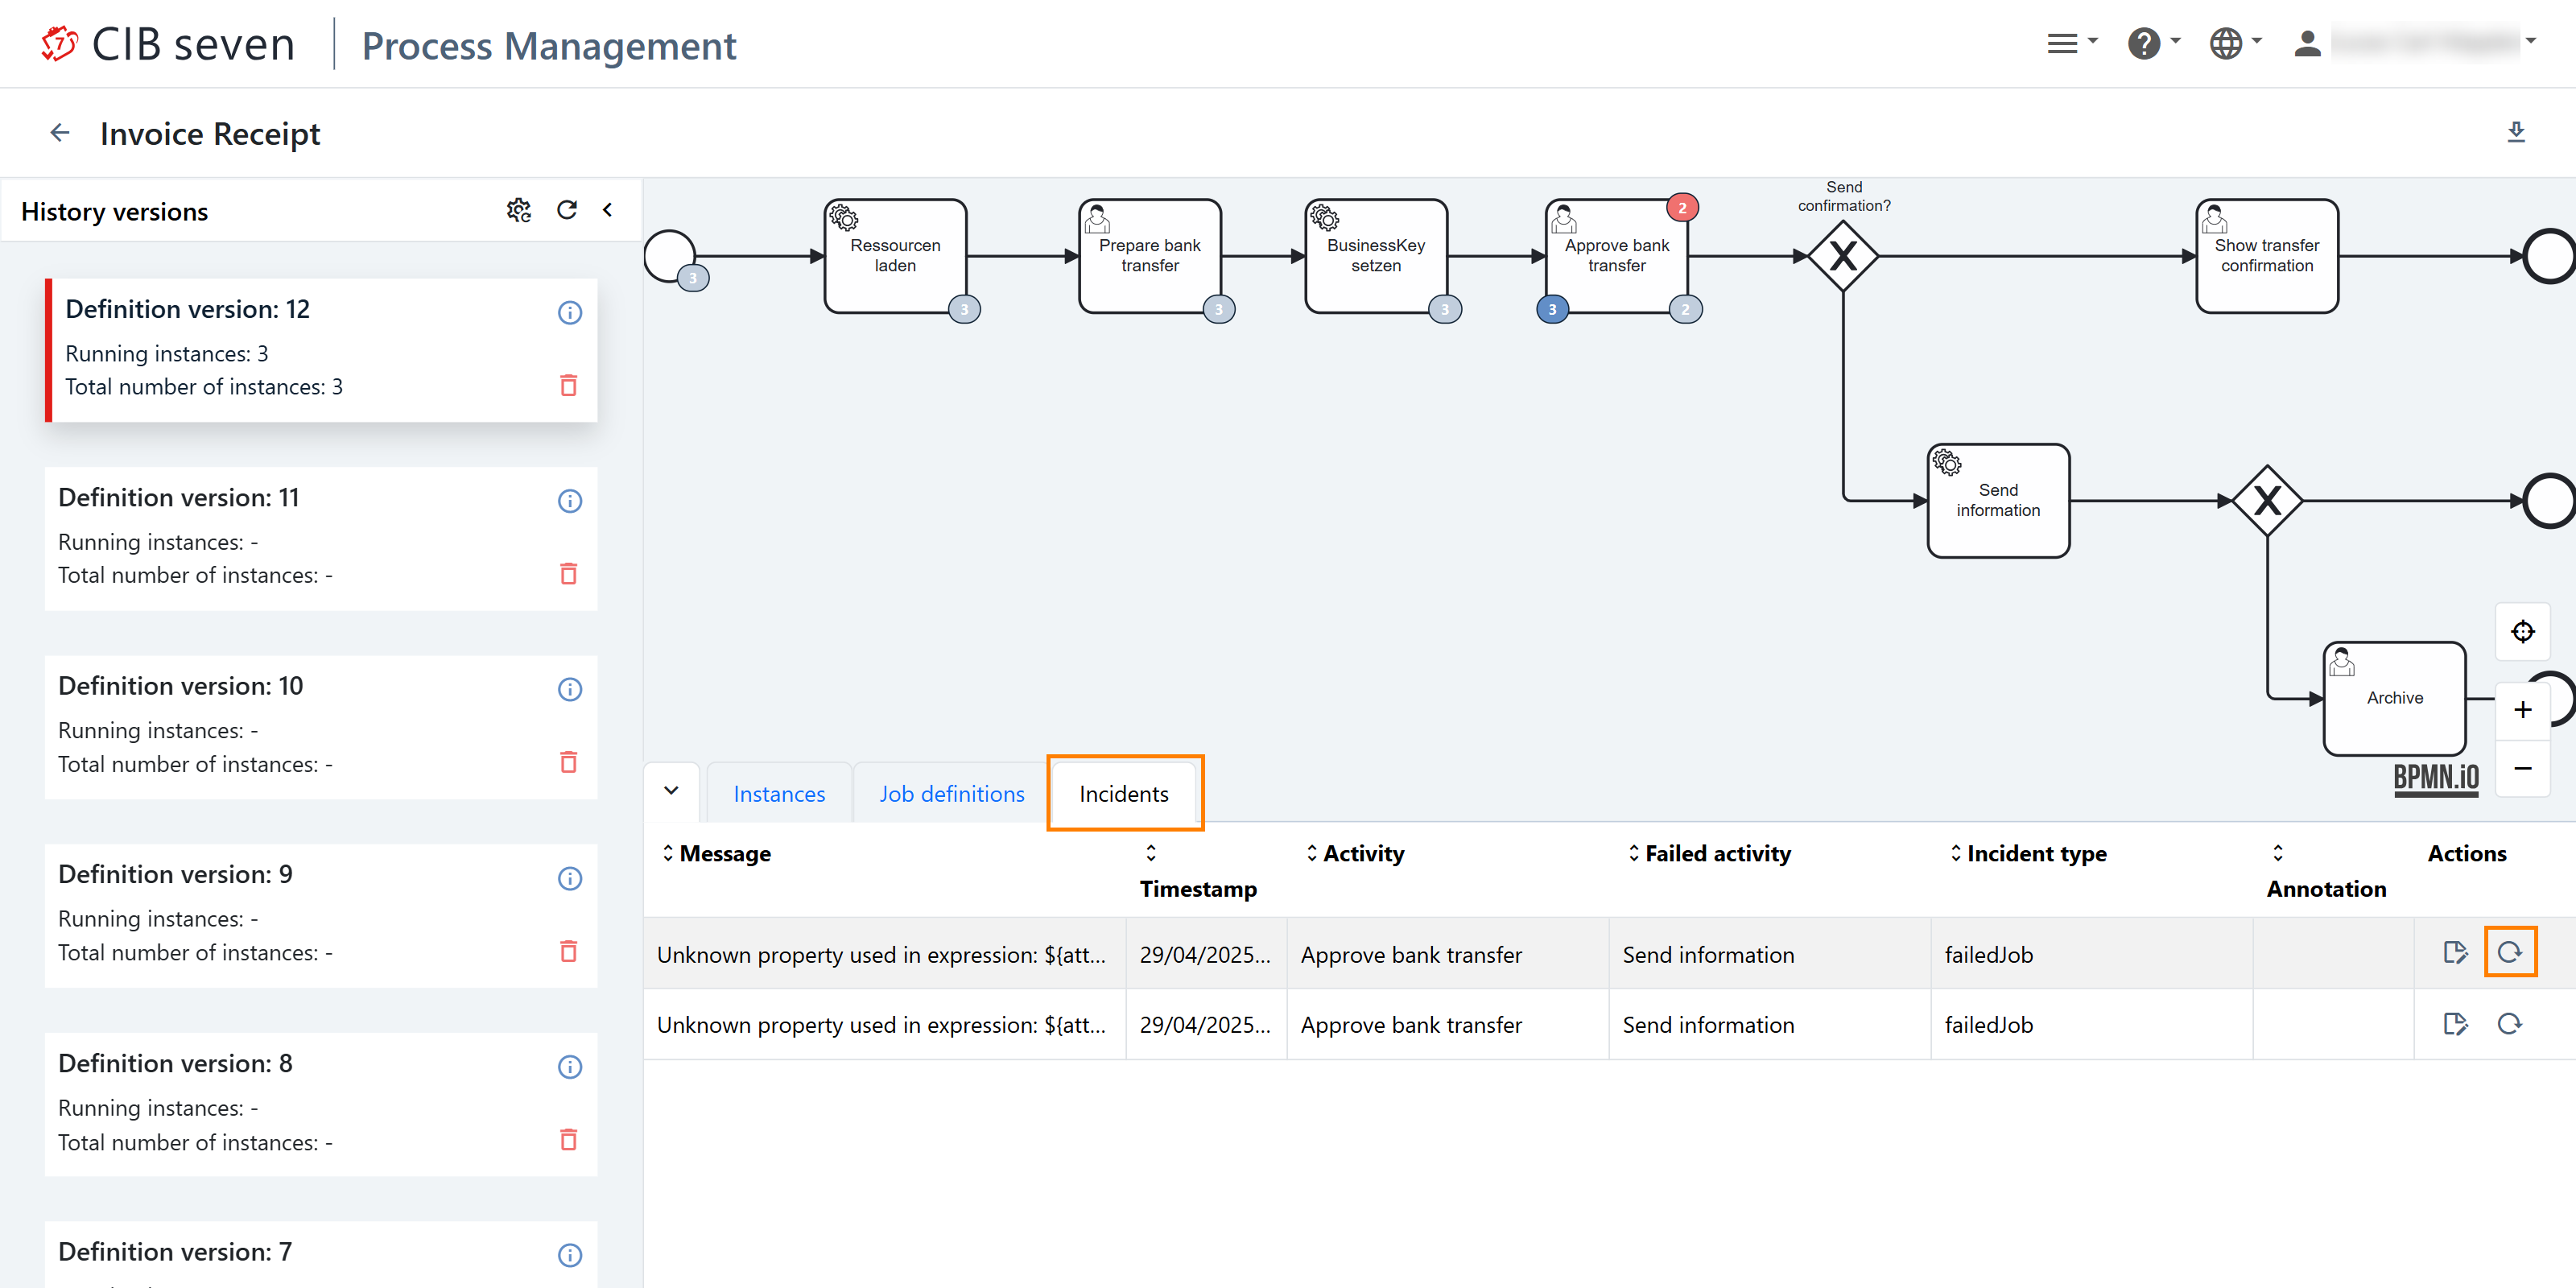 CIB seven
Process Management
Invoice Receipt
History versions
Definition version: 12
Running instances: 3
Total number of instances: 3
Definition version: 11
Running instances: -
Total number of instances: -
Definition version: 10
Running instances: -
Total number of instances: -
Definition version: 9
Running instances: -
Total number of instances: -
Definition version: 8
Running instances: -
Total number of instances: -
Definition version: 7
3
Ressourcen
laden
3
Prepare bank
transfer
3
BusinessKey
setzen
3
2
Approve bank
transfer
3
2
Send
confirmation?
X
Show transfer
confirmation
Send
information
X
Archive
BPMN.iO
Instances
Job definitions
Incidents
Message
Timestamp
Activity
Failed activity
Incident type
Annotation
Actions
Unknown property used in expression: ${att... 29/04/2025... Approve bank transfer Send information failedJob
Unknown property used in expression: ${att... 29/04/2025... Approve bank transfer Send information failedJob